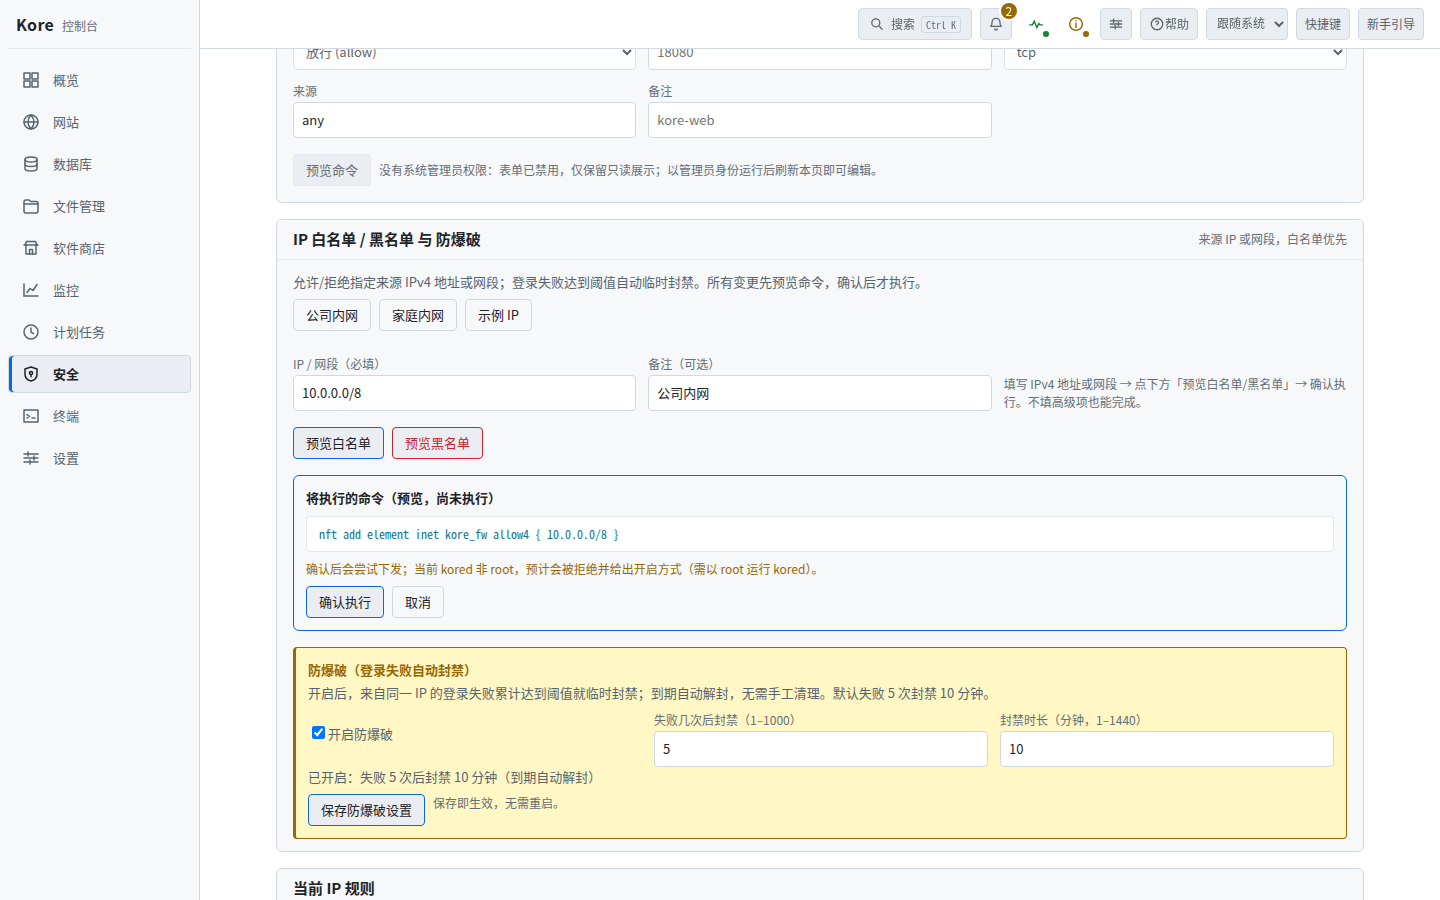 Kore 控制台
搜索 Ctrl K
2
帮助
跟随系统
快捷键
新手引导
概览
网站
数据库
文件管理
软件商店
监控
计划任务
安全
终端
设置
放行 (allow)
18080
tcp
来源
备注
any
kore-web
预览命令
没有系统管理员权限：表单已禁用，仅保留只读展示；以管理员身份运行后刷新本页即可编辑。
IP 白名单 / 黑名单 与 防爆破
来源 IP 或网段，白名单优先
允许/拒绝指定来源 IPv4 地址或网段；登录失败达到阈值自动临时封禁。所有变更先预览命令，确认后才执行。
公司内网
家庭内网
示例 IP
IP / 网段（必填）
备注（可选）
10.0.0.0/8
公司内网
填写 IPv4 地址或网段 → 点下方「预览白名单/黑名单」→ 确认执
行。不填高级项也能完成。
预览白名单
预览黑名单
将执行的命令（预览，尚未执行）
nft add element inet kore_fw allow4 { 10.0.0.0/8 }
确认后会尝试下发；当前 kored 非 root，预计会被拒绝并给出开启方式（需以 root 运行 kored）。
确认执行
取消
防爆破（登录失败自动封禁）
开启后，来自同一 IP 的登录失败累计达到阈值就临时封禁；到期自动解封，无需手工清理。默认失败 5 次封禁 10 分钟。
开启防爆破
失败几次后封禁（1–1000）
封禁时长（分钟，1–1440）
5
10
已开启：失败 5 次后封禁 10 分钟（到期自动解封）
保存防爆破设置
保存即生效，无需重启。
当前 IP 规则